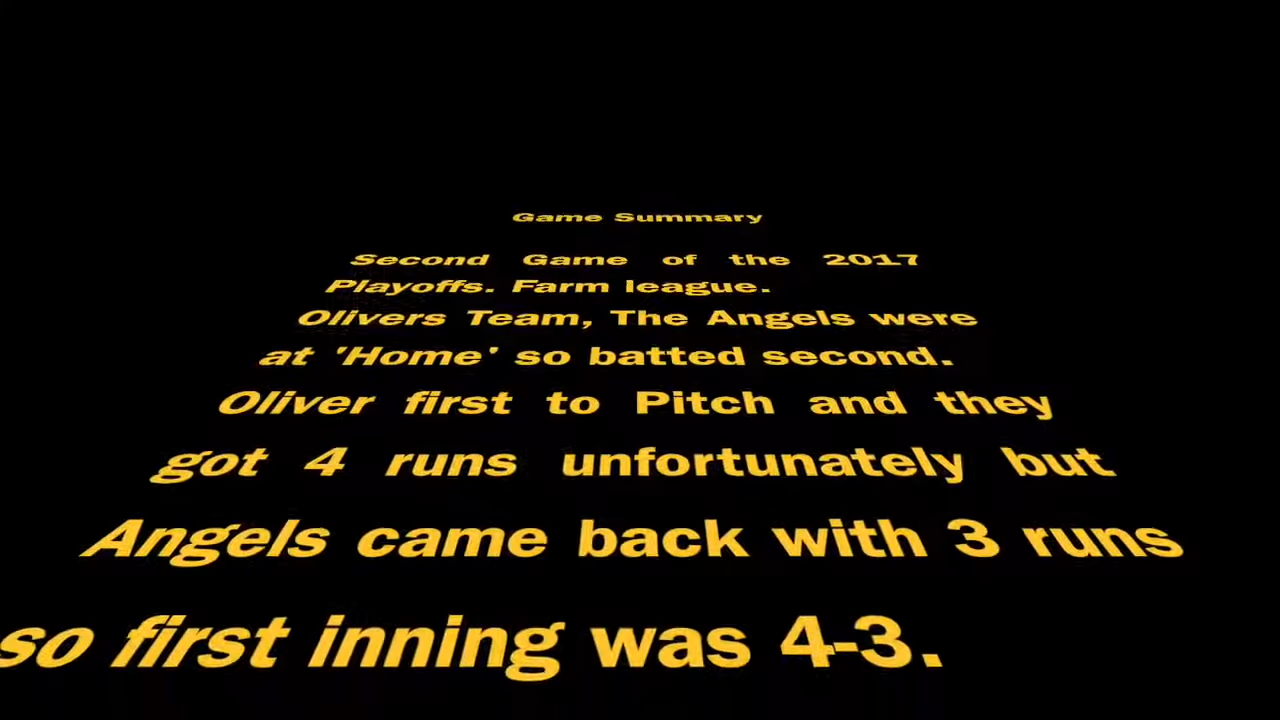 Game Summary
Second Game of the 2017
Playoffs. Farm league.
Olivers Team, The Angels were
at 'Home' so batted second.
Oliver first to Pitch and they
got 4 runs unfortunately but
Angels came back with 3 runs
so first inning was 4-3.